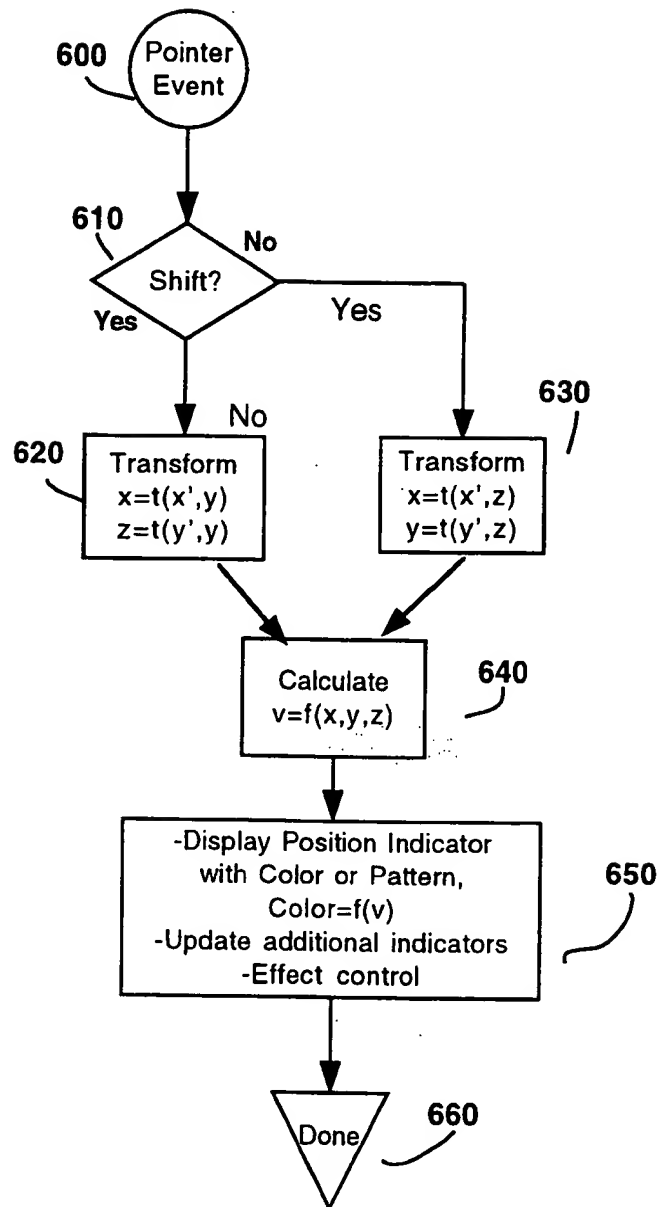 600
Pointer
Event
610
No
Shift?
Yes
Yes
No
620
Transform
x=t(x',y)
z=t(y',y)
630
Transform
x=t(x',z)
y=t(y',z)
Calculate
v=f(x,y,z)
640
-Display Position Indicator
with Color or Pattern,
Color=f(v)
-Update additional indicators
-Effect control
650
Done
660